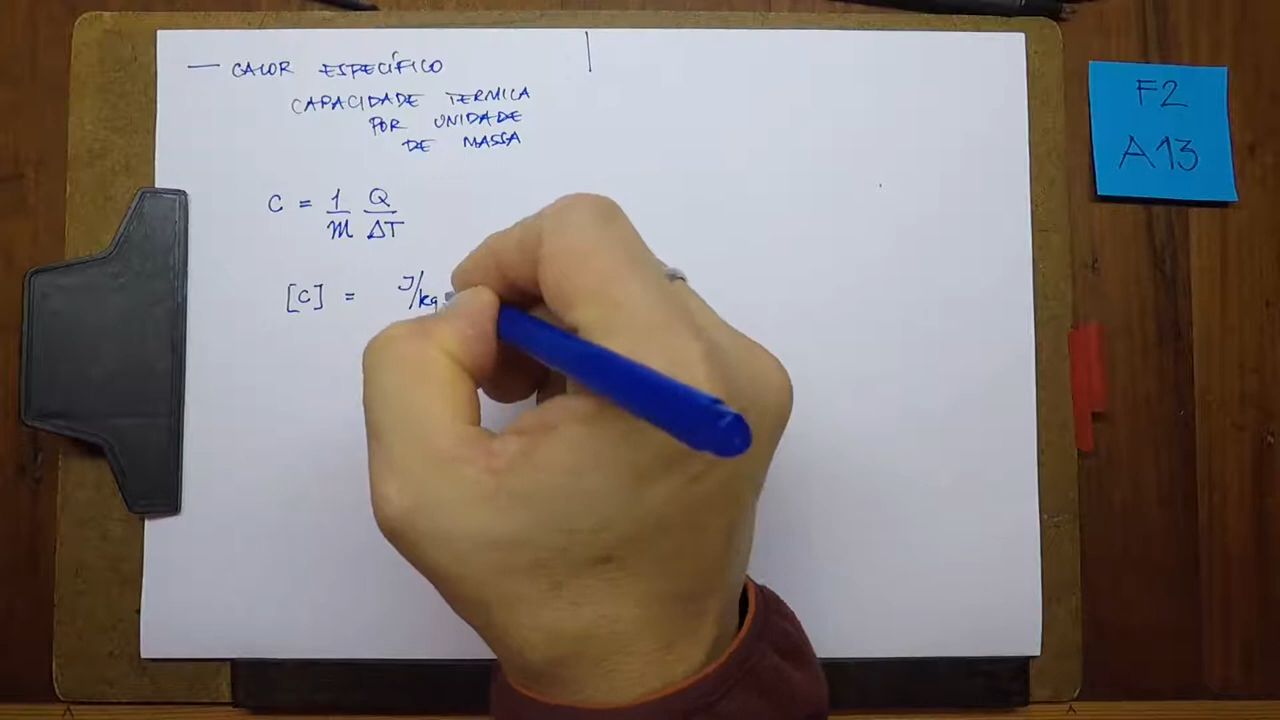 — CALOR ESPECÍFICO
CAPACIDADE TERMICA
POR UNIDADE
DE MASSA
C = 1/m Q/ΔT
[C] = J/kg
F2
A13